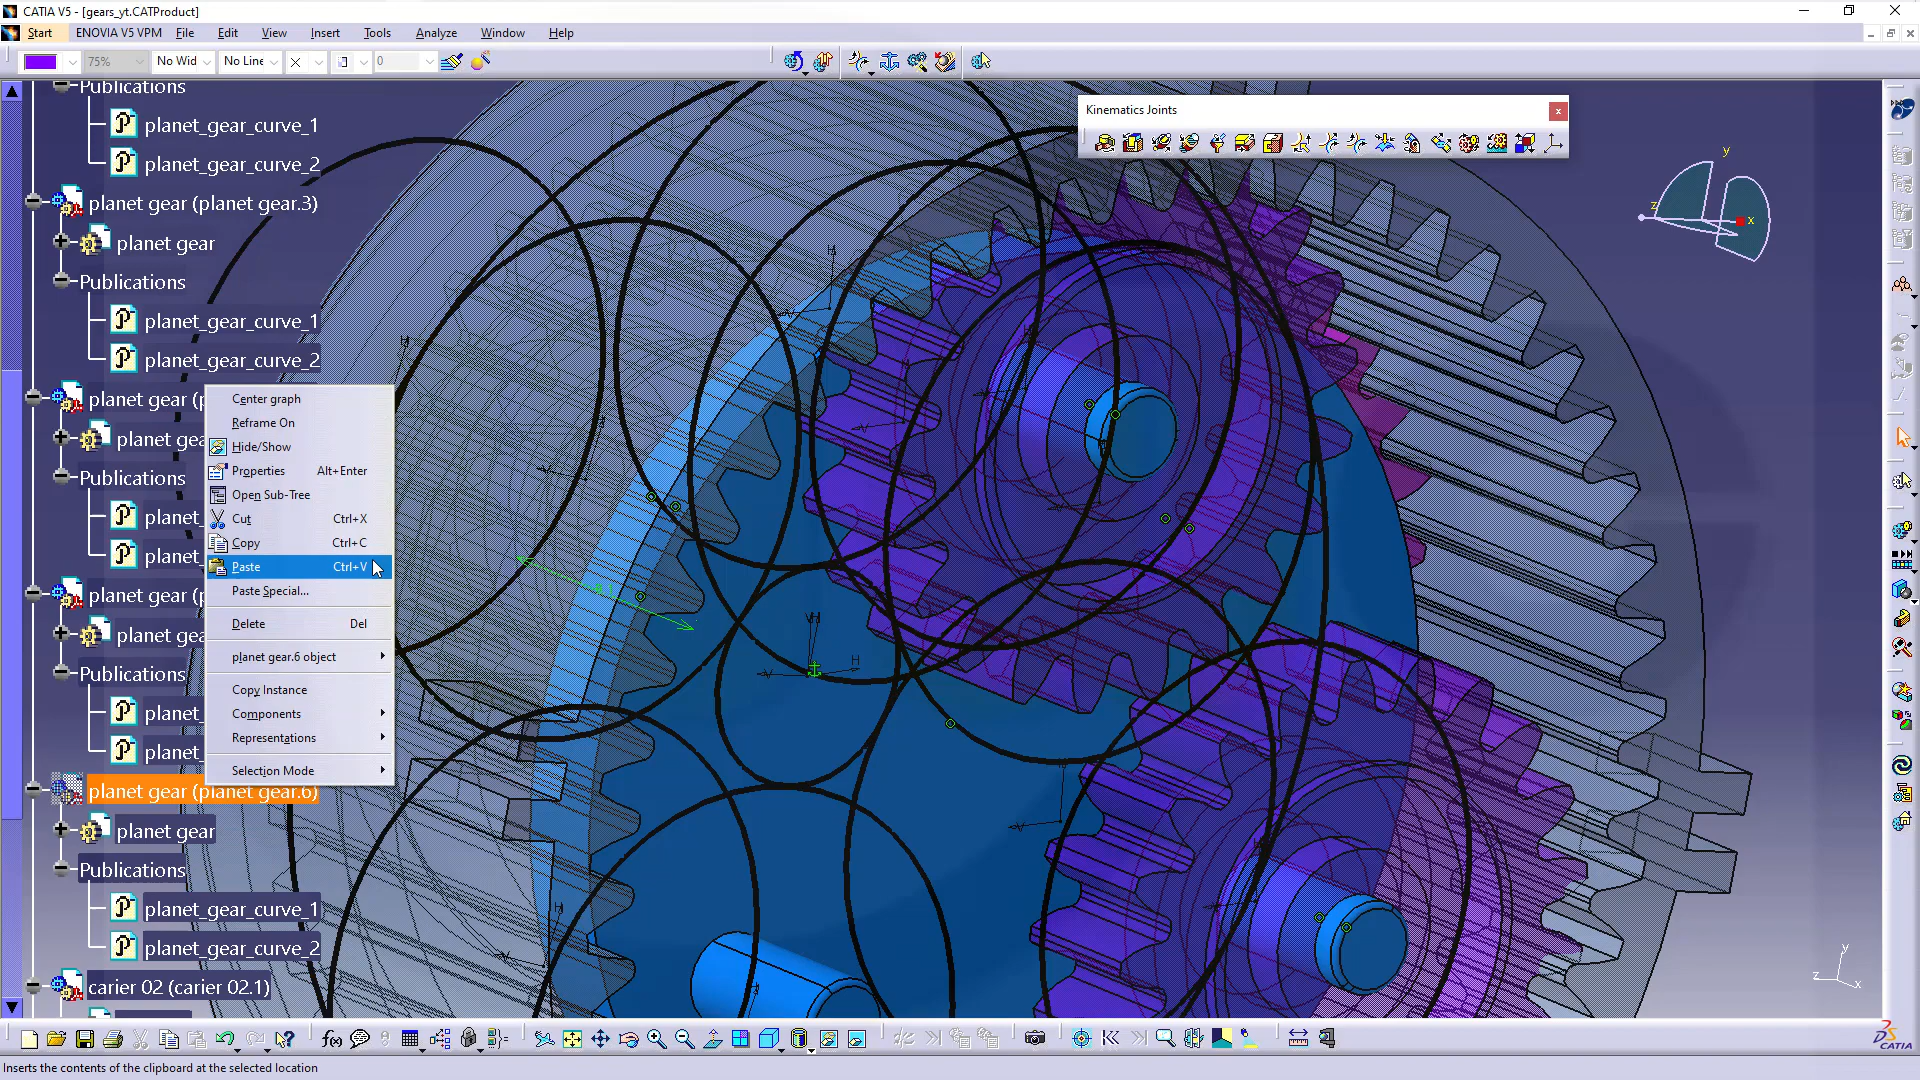 CATIA V5 - [gears_yt.CATProduct]
Start ENOVIA V5 VPM File Edit View Insert Tools Analyze Window Help
75% No Wid No Line 0
Kinematics Joints
Publications
planet_gear_curve_1
planet_gear_curve_2
planet gear (planet gear.3)
planet gear
Publications
planet_gear_curve_1
planet_gear_curve_2
planet gear (p
planet gea
Publications
planet_
planet_
planet gear (p
planet gea
Publications
planet_
planet_
planet gear (planet gear.6)
planet gear
Publications
planet_gear_curve_1
planet_gear_curve_2
carier 02 (carier 02.1)
Center graph
Reframe On
Hide/Show
Properties Alt+Enter
Open Sub-Tree
Cut Ctrl+X
Copy Ctrl+C
Paste Ctrl+V
Paste Special...
Delete Del
planet gear.6 object
Copy Instance
Components
Representations
Selection Mode
y
z
x
y
z
x
CATIA
Inserts the contents of the clipboard at the selected location